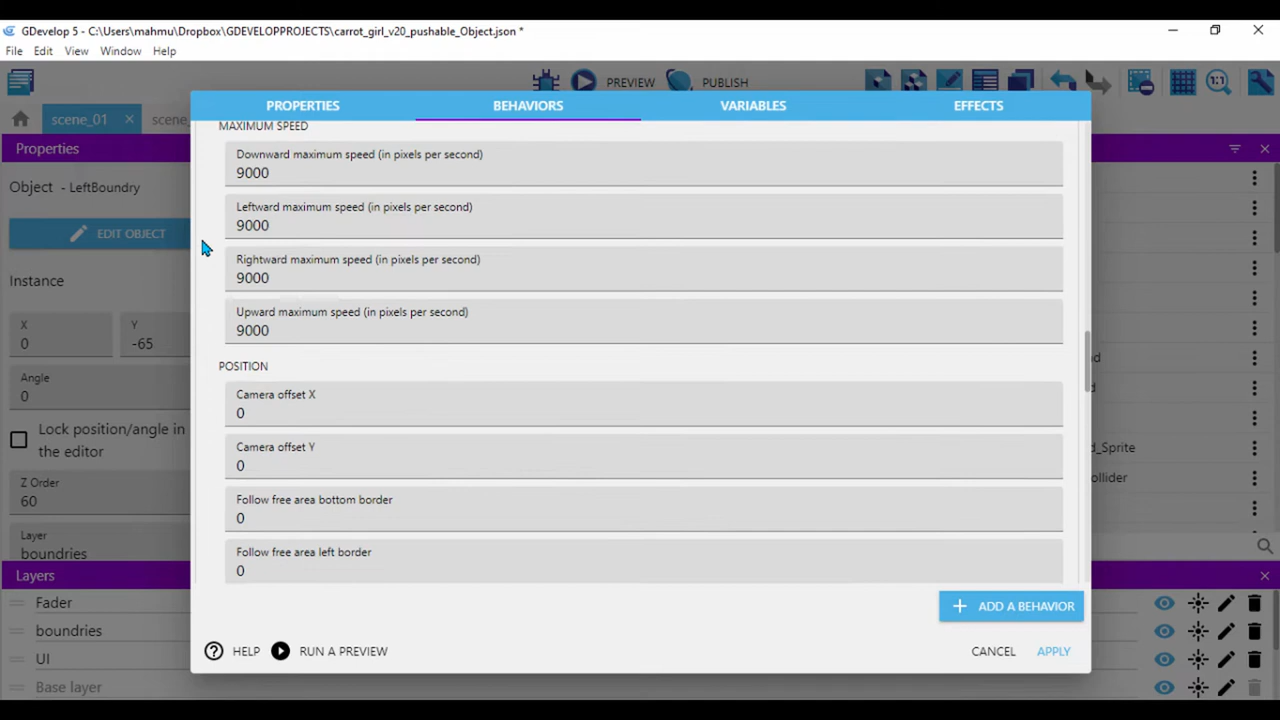 GDevelop 5 - C:\Users\mahmu\Dropbox\GDEVELOPPROJECTS\carrot_girl_v20_pushable_Object.json *
File Edit View Window Help
PREVIEW PUBLISH 1:1
scene_01 × scene_
PROPERTIES BEHAVIORS VARIABLES EFFECTS
Properties
Object - LeftBoundry
EDIT OBJECT
Instance
X
0
Y
-65
Angle
0
Lock position/angle in
the editor
Z Order
60
Layer
boundries
MAXIMUM SPEED
Downward maximum speed (in pixels per second)
9000
Leftward maximum speed (in pixels per second)
9000
Rightward maximum speed (in pixels per second)
9000
Upward maximum speed (in pixels per second)
9000
POSITION
Camera offset X
0
Camera offset Y
0
Follow free area bottom border
0
Follow free area left border
0
d_Sprite
ollider
Layers
Fader
boundries
UI
Base layer
+ ADD A BEHAVIOR
HELP RUN A PREVIEW CANCEL APPLY